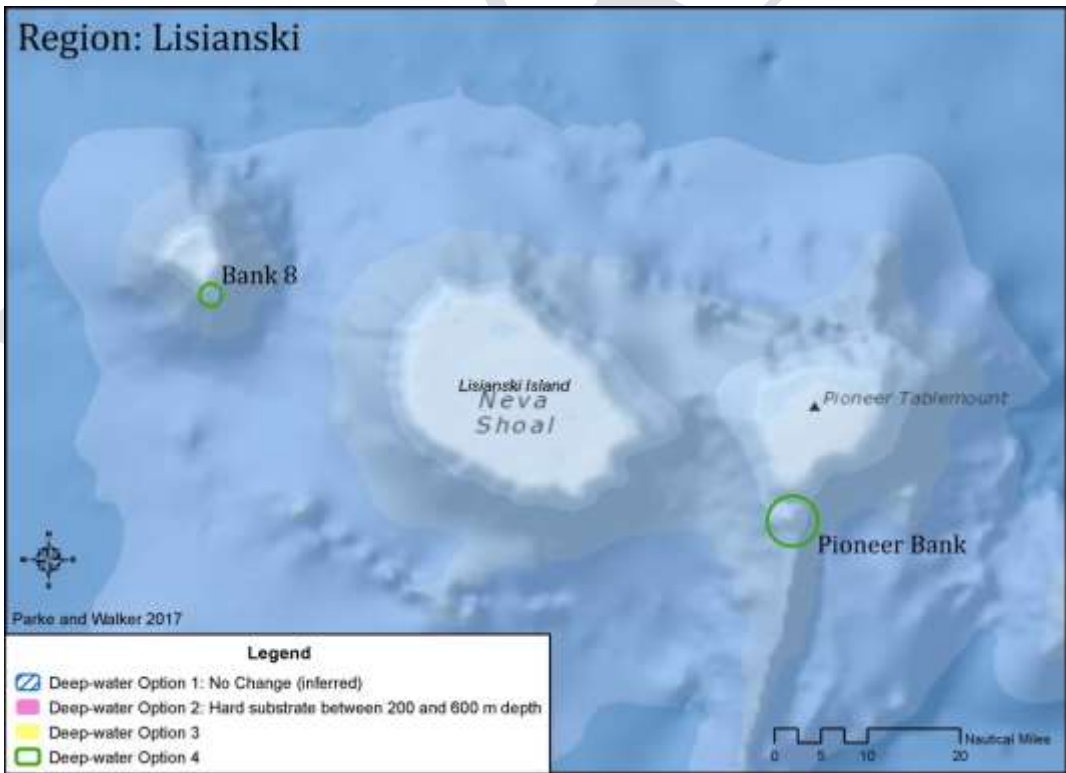 Region: Lisianski
Bank 8
Lisianski Island
Neva
Shoal
Pioneer Tablemount
Pioneer Bank
Parke and Walker 2017
Legend
Deep-water Option 1: No Change (inferred)
Deep-water Option 2: Hard substrate between 200 and 600 m depth
Deep-water Option 3
Deep-water Option 4
Nautical Miles
0 5 10 20